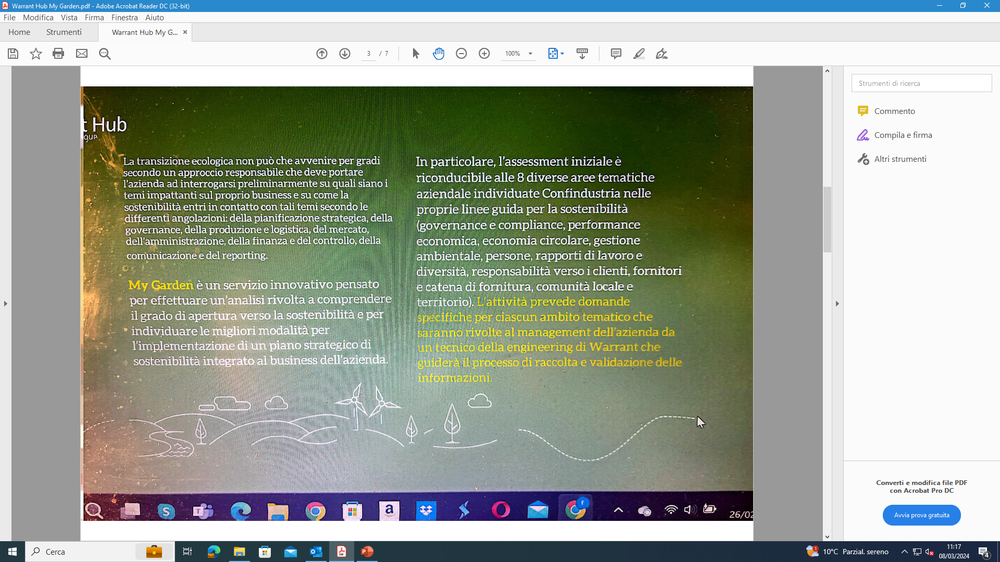 Warrant Hub My Garden.pdf - Adobe Acrobat Reader DC (32-bit)
File Modifica Vista Firma Finestra Aiuto
Home Strumenti Warrant Hub My G... ×
3 / 7 100%
Strumenti di ricerca
Commento
Compila e firma
Altri strumenti
t Hub
OUP
La transizione ecologica non può che avvenire per gradi
secondo un approccio responsabile che deve portare
l'azienda ad interrogarsi preliminarmente su quali siano i
temi impattanti sul proprio business e su come la
sostenibilità entri in contatto con tali temi secondo le
differenti angolazioni: della pianificazione strategica, della
governance, della produzione e logistica, del mercato,
dell'amministrazione, della finanza e del controllo, della
comunicazione e del reporting.
My Garden è un servizio innovativo pensato
per effettuare un'analisi rivolta a comprendere
il grado di apertura verso la sostenibilità e per
individuare le migliori modalità per
l'implementazione di un piano strategico di
sostenibilità integrato al business dell'azienda.
In particolare, l'assessment iniziale è
riconducibile alle 8 diverse aree tematiche
aziendale individuate Confindustria nelle
proprie linee guida per la sostenibilità
(governance e compliance, performance
economica, economia circolare, gestione
ambientale, persone, rapporti di lavoro e
diversità, responsabilità verso i clienti, fornitori
e catena di fornitura, comunità locale e
territorio). L'attività prevede domande
specifiche per ciascun ambito tematico che
saranno rivolte al management dell'azienda da
un tecnico della engineering di Warrant che
guiderà il processo di raccolta e validazione delle
informazioni.
26/02
Converti e modifica file PDF
con Acrobat Pro DC
Avvia prova gratuita
Cerca
10°C Parzial. sereno
11:17
08/03/2024
4